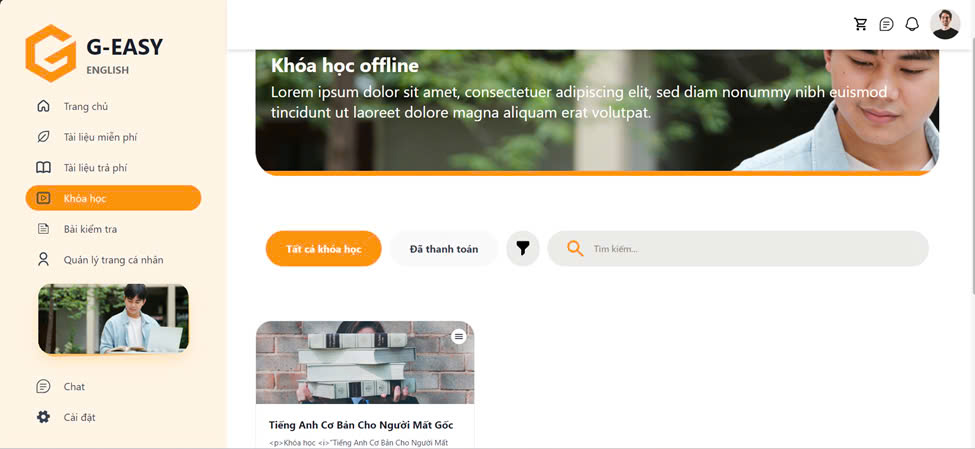 G-EASY
ENGLISH
Trang chủ
Tài liệu miễn phí
Tài liệu trả phí
Khóa học
Bài kiểm tra
Quản lý trang cá nhân
Chat
Cài đặt
Khóa học offline
Lorem ipsum dolor sit amet, consectetuer adipiscing elit, sed diam nonummy nibh euismod
tincidunt ut laoreet dolore magna aliquam erat volutpat.
Tất cả khóa học
Đã thanh toán
Tìm kiếm...
Tiếng Anh Cơ Bản Cho Người Mất Gốc
<p>Khóa học <i>"Tiếng Anh Cơ Bản Cho Người Mất